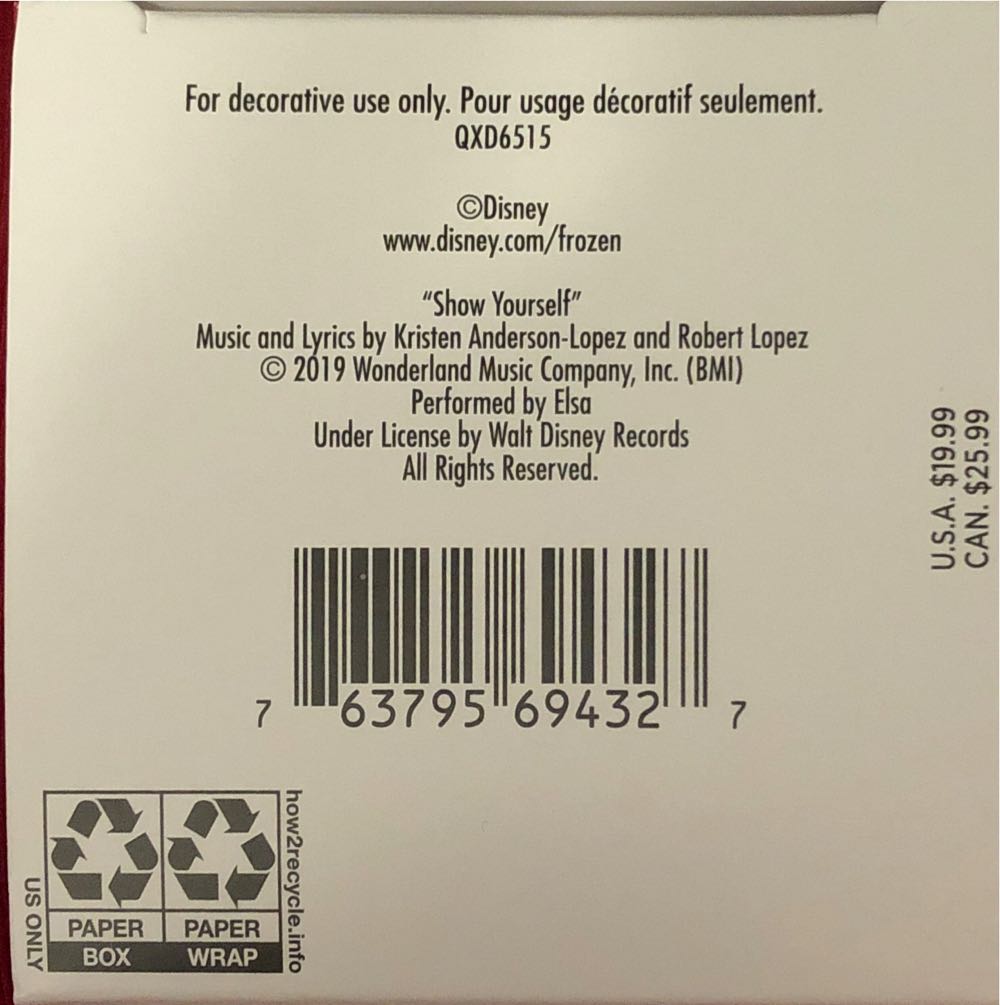 For decorative use only. Pour usage décoratif seulement.
QXD6515
©Disney
www.disney.com/frozen
“Show Yourself”
Music and Lyrics by Kristen Anderson-Lopez and Robert Lopez
© 2019 Wonderland Music Company, Inc. (BMI)
Performed by Elsa
Under License by Walt Disney Records
All Rights Reserved.
U.S.A. $19.99
CAN. $25.99
7 63795 69432 7
US ONLY
PAPER
BOX
PAPER
WRAP
how2recycle.info